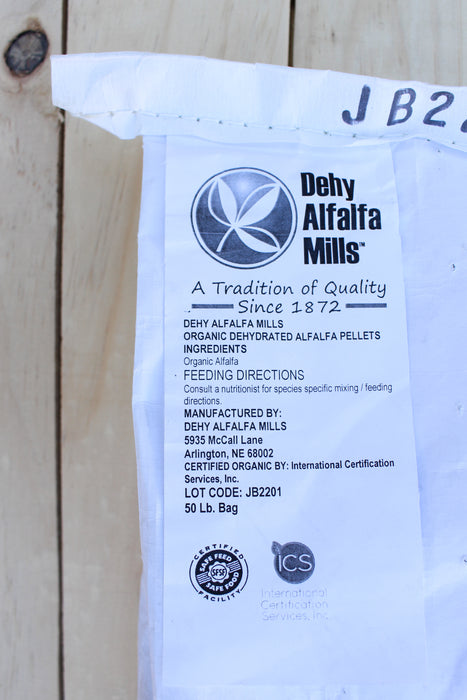 JB22
Dehy
Alfalfa
Mills™
A Tradition of Quality
Since 1872
DEHY ALFALFA MILLS
ORGANIC DEHYDRATED ALFALFA PELLETS
INGREDIENTS
Organic Alfalfa
FEEDING DIRECTIONS
Consult a nutritionist for species specific mixing / feeding
directions.
MANUFACTURED BY:
DEHY ALFALFA MILLS
5935 McCall Lane
Arlington, NE 68002
CERTIFIED ORGANIC BY: International Certification
Services, Inc.
LOT CODE: JB2201
50 Lb. Bag
CERTIFIED
SAFE FEED
SFSF
SAFE FOOD
FACILITY
ICS
International
Certification
Services, Inc.